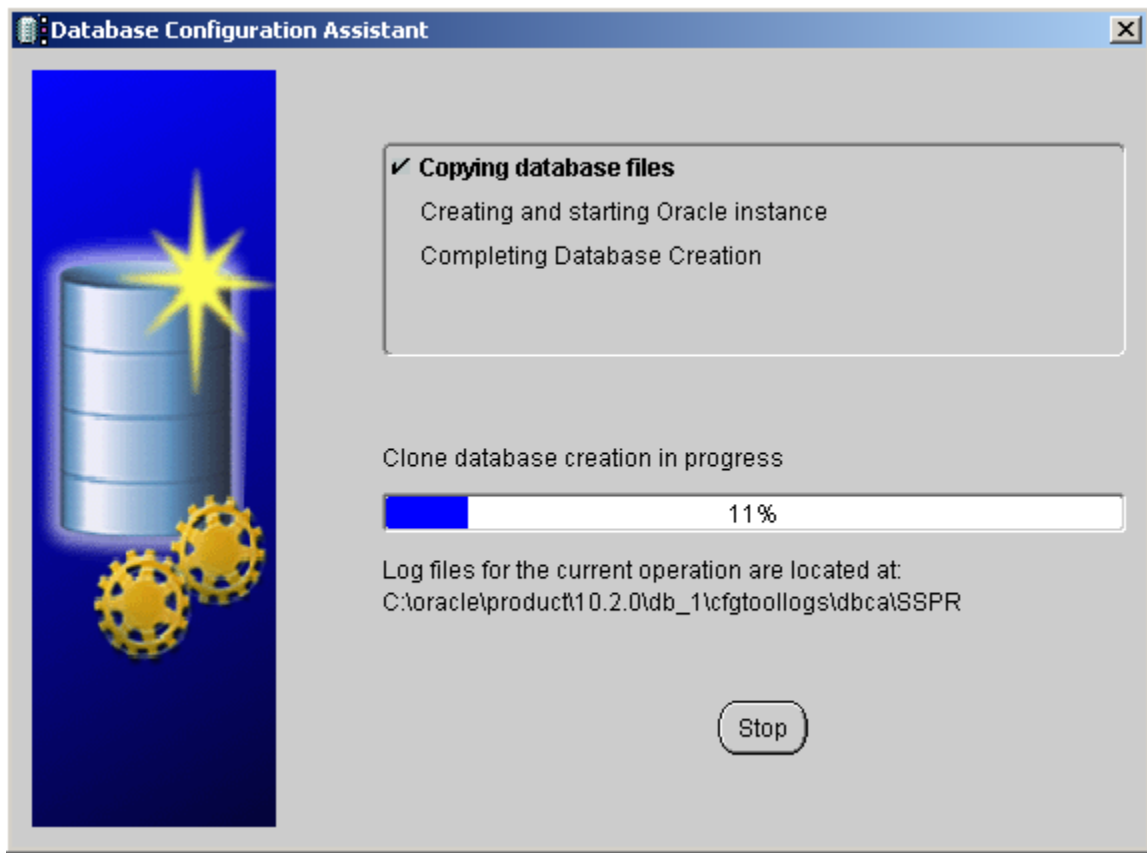 Database Configuration Assistant
Copying database files
Creating and starting Oracle instance
Completing Database Creation
Clone database creation in progress
11%
Log files for the current operation are located at:
C:\oracle\product\10.2.0\db_1\cfgtoollogs\dbca\SSPR
Stop